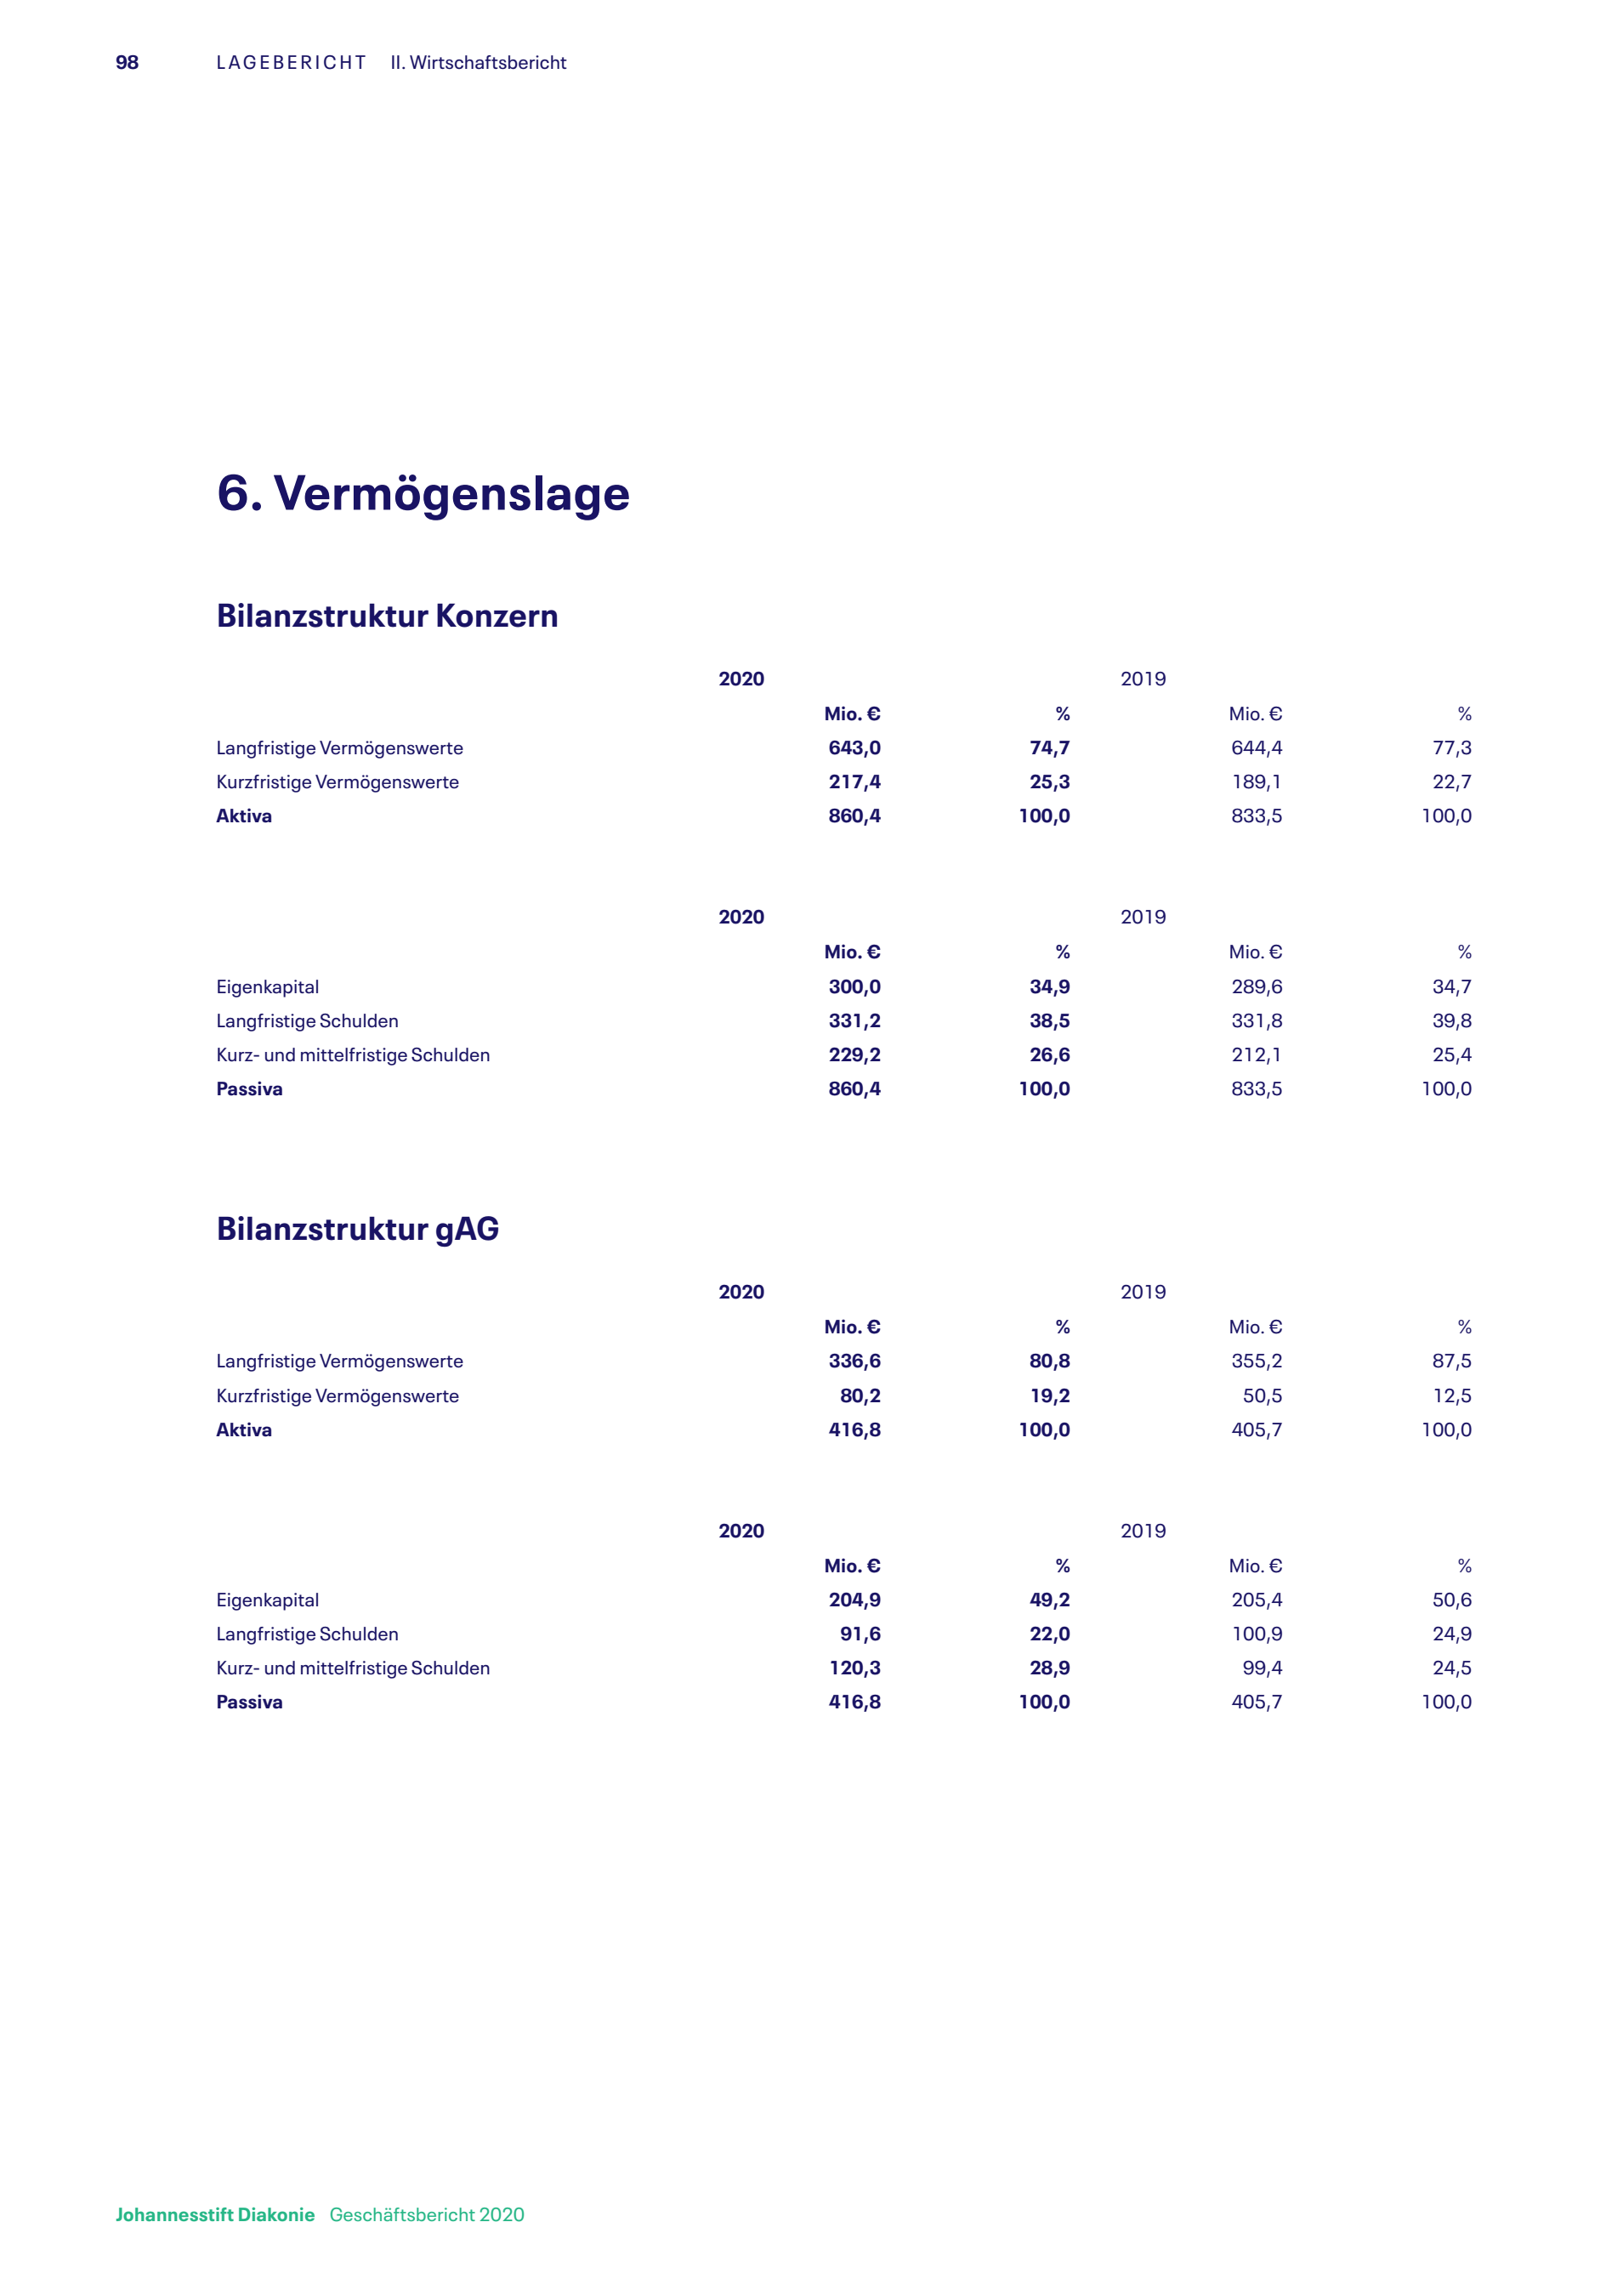 98 LAGEBERICHT II. Wirtschaftsbericht
6. Vermögenslage
Bilanzstruktur Konzern
2020 2019
Mio. € % Mio. € %
Langfristige Vermögenswerte 643,0 74,7 644,4 77,3
Kurzfristige Vermögenswerte 217,4 25,3 189,1 22,7
Aktiva 860,4 100,0 833,5 100,0
2020 2019
Mio. € % Mio. € %
Eigenkapital 300,0 34,9 289,6 34,7
Langfristige Schulden 331,2 38,5 331,8 39,8
Kurz- und mittelfristige Schulden 229,2 26,6 212,1 25,4
Passiva 860,4 100,0 833,5 100,0
Bilanzstruktur gAG
2020 2019
Mio. € % Mio. € %
Langfristige Vermögenswerte 336,6 80,8 355,2 87,5
Kurzfristige Vermögenswerte 80,2 19,2 50,5 12,5
Aktiva 416,8 100,0 405,7 100,0
2020 2019
Mio. € % Mio. € %
Eigenkapital 204,9 49,2 205,4 50,6
Langfristige Schulden 91,6 22,0 100,9 24,9
Kurz- und mittelfristige Schulden 120,3 28,9 99,4 24,5
Passiva 416,8 100,0 405,7 100,0
Johannesstift Diakonie Geschäftsbericht 2020